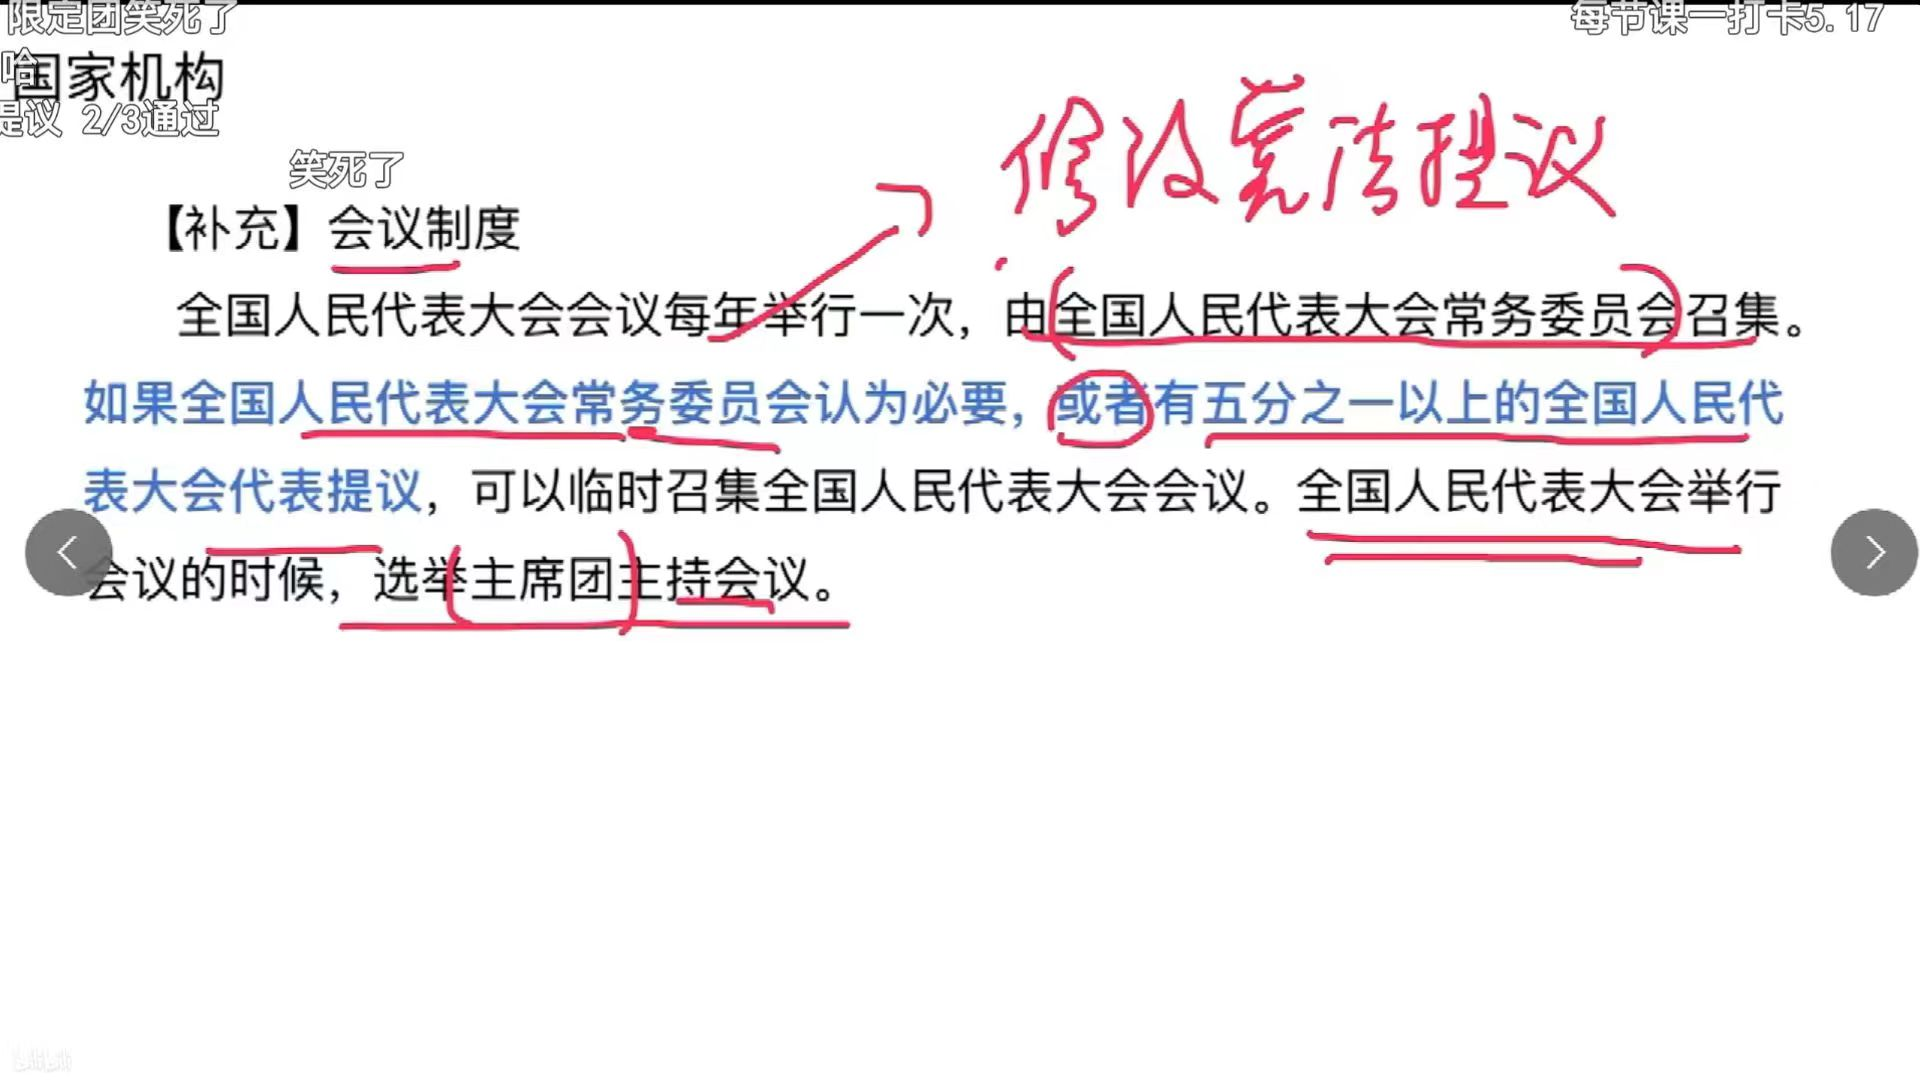 限定团笑死了
每节课一打卡5.17
哈
国家机构
是议 2/3通过
笑死了
修改宪法提议
【补充】会议制度
全国人民代表大会会议每年举行一次，由全国人民代表大会常务委员会召集。
如果全国人民代表大会常务委员会认为必要，或者有五分之一以上的全国人民代
表大会代表提议，可以临时召集全国人民代表大会会议。全国人民代表大会举行
会议的时候，选举主席团主持会议。
bilibili